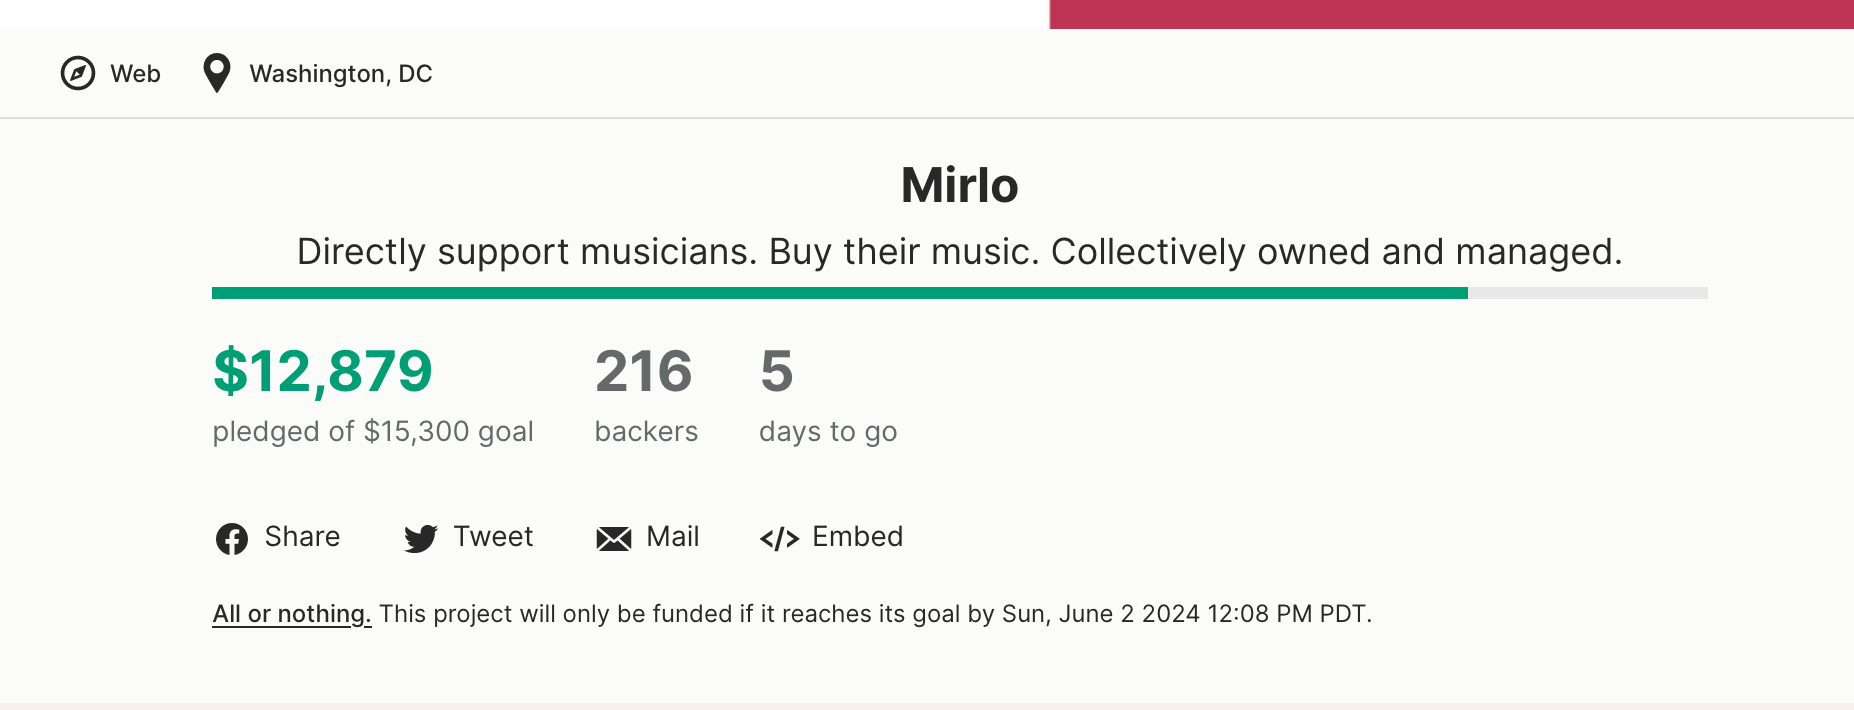 Web Washington, DC
Mirlo
Directly support musicians. Buy their music. Collectively owned and managed.
$12,879 216 5
pledged of $15,300 goal backers days to go
Share Tweet Mail </> Embed
All or nothing. This project will only be funded if it reaches its goal by Sun, June 2 2024 12:08 PM PDT.